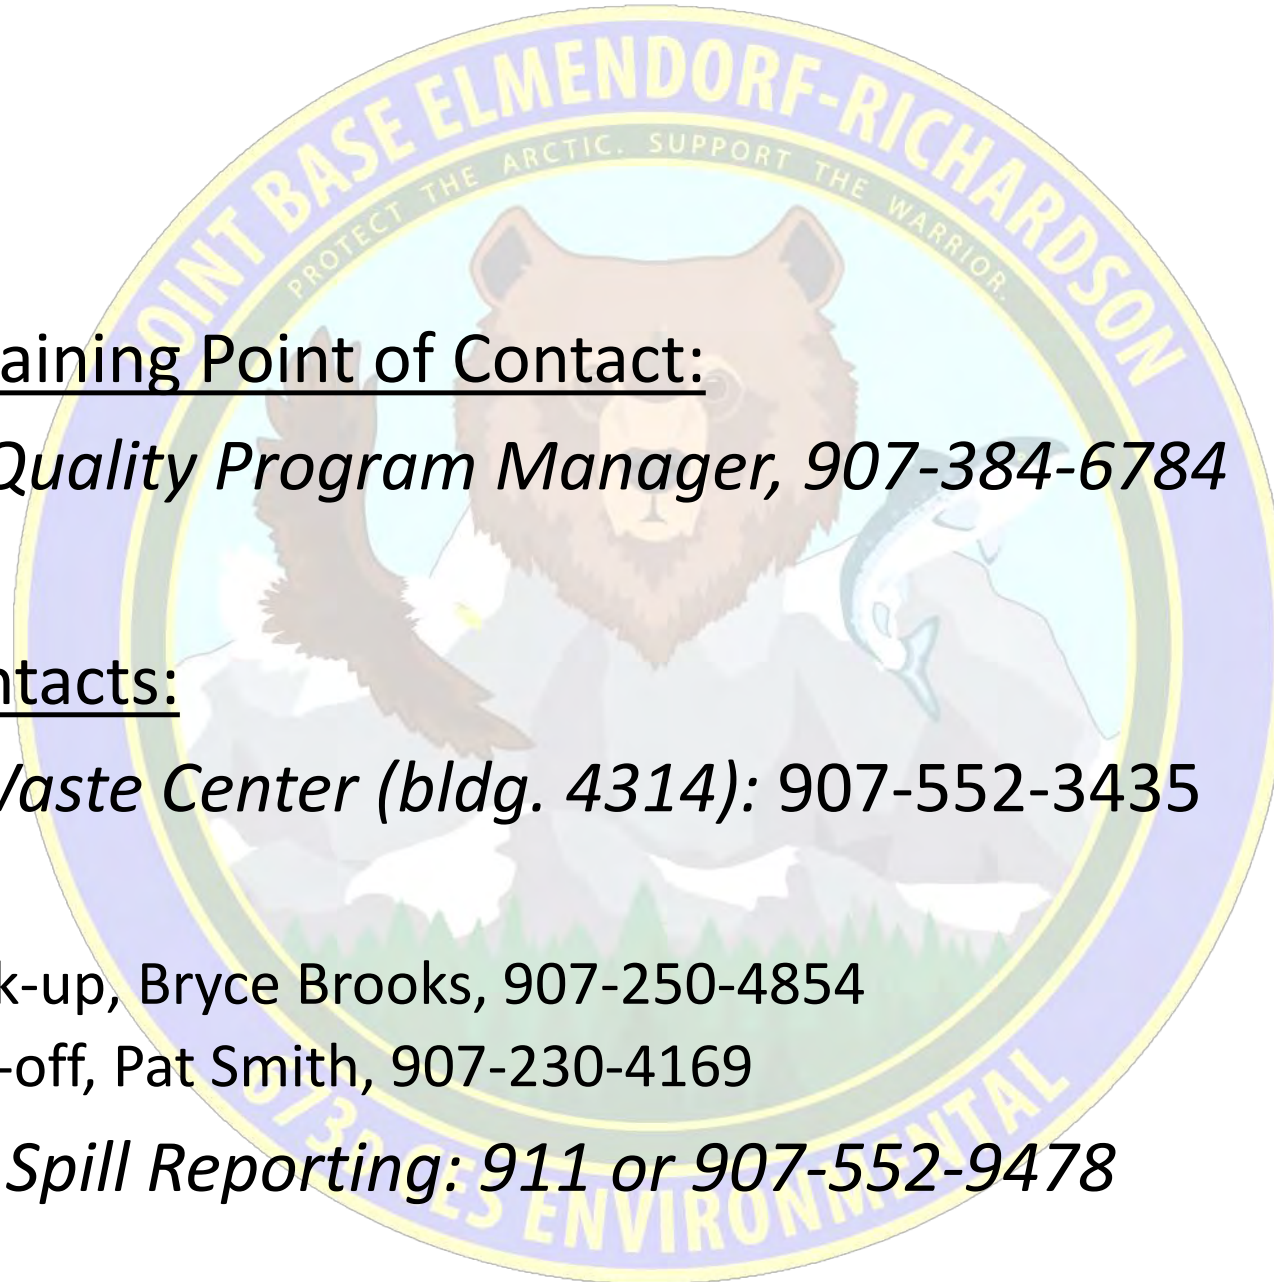 JOINT BASE ELMENDORF-RICHARDSON
PROTECT THE ARCTIC. SUPPORT THE WARRIOR.
aining Point of Contact:
Quality Program Manager, 907-384-6784
ntacts:
Waste Center (bldg. 4314): 907-552-3435
k-up, Bryce Brooks, 907-250-4854
-off, Pat Smith, 907-230-4169
Spill Reporting: 911 or 907-552-9478
673D CES ENVIRONMENTAL